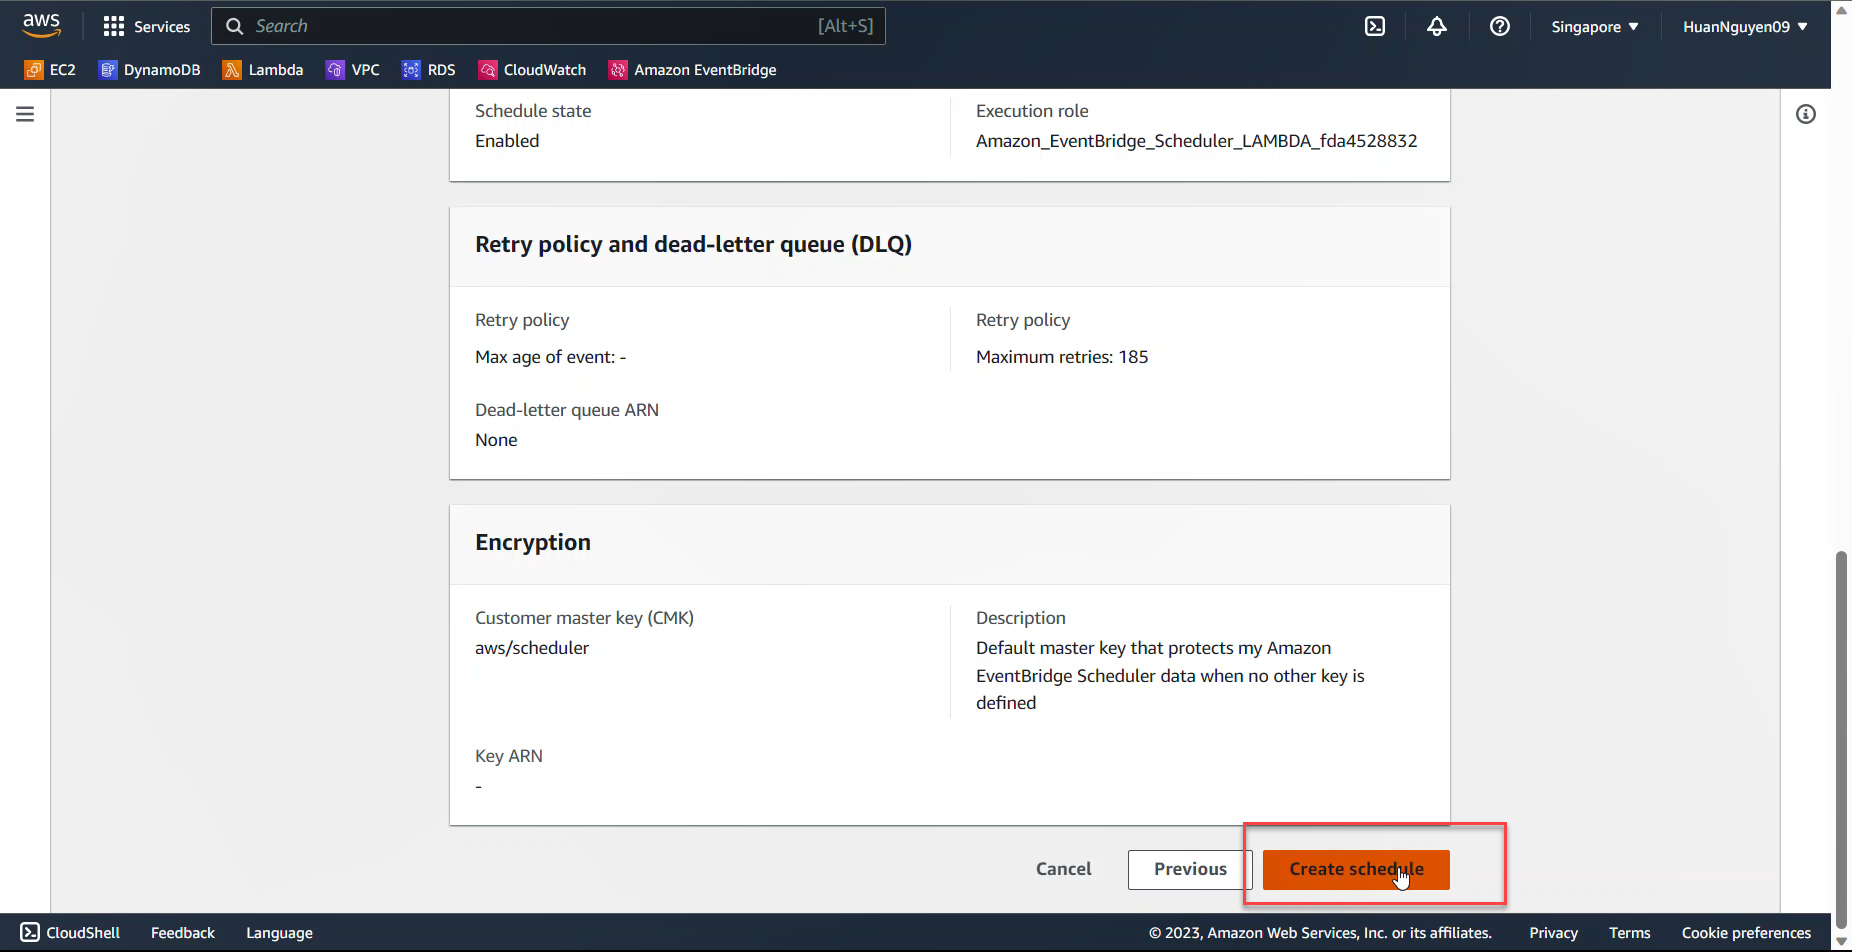 aws
Services
Search
[Alt+S]
Singapore
HuanNguyen09
EC2
DynamoDB
Lambda
VPC
RDS
CloudWatch
Amazon EventBridge
Schedule state
Enabled
Execution role
Amazon_EventBridge_Scheduler_LAMBDA_fda4528832
Retry policy and dead-letter queue (DLQ)
Retry policy
Max age of event: -
Retry policy
Maximum retries: 185
Dead-letter queue ARN
None
Encryption
Customer master key (CMK)
aws/scheduler
Description
Default master key that protects my Amazon
EventBridge Scheduler data when no other key is
defined
Key ARN
-
Cancel
Previous
Create schedule
CloudShell
Feedback
Language
© 2023, Amazon Web Services, Inc. or its affiliates.
Privacy
Terms
Cookie preferences